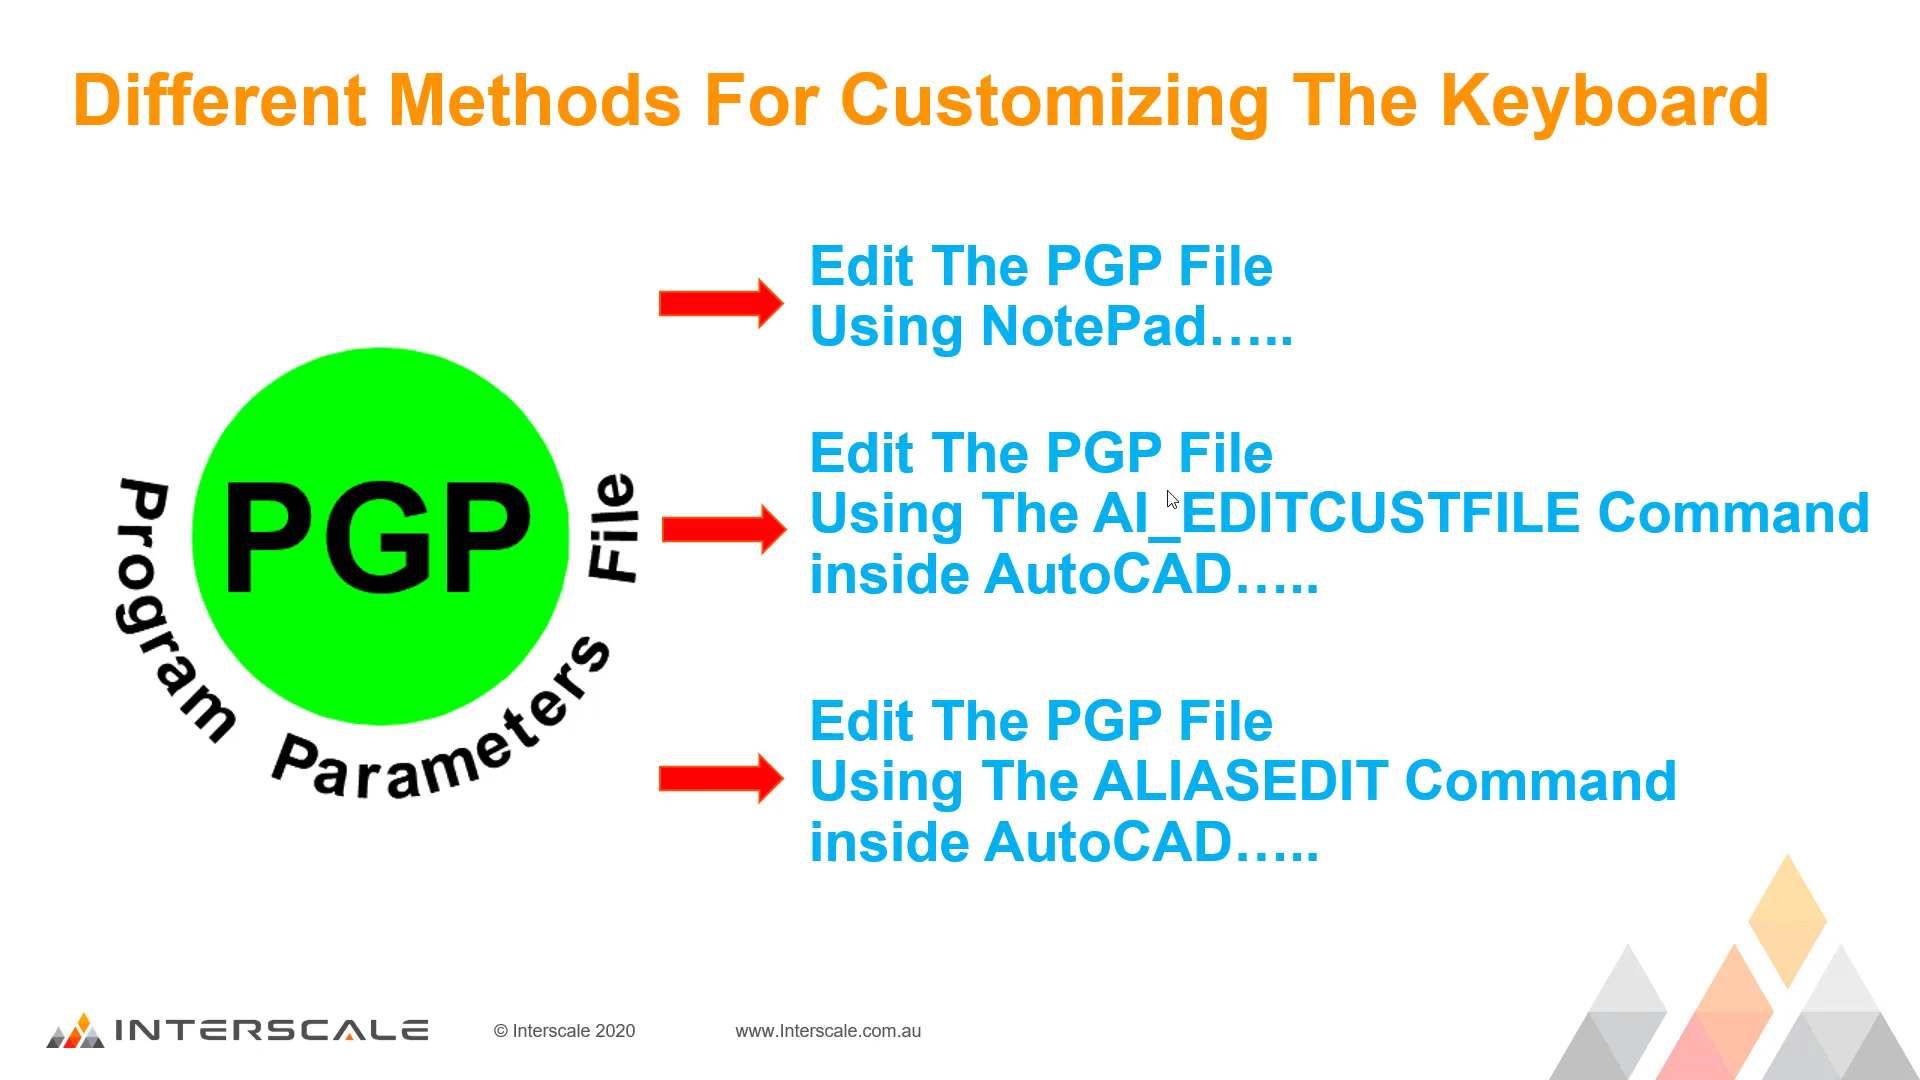 Different Methods For Customizing The Keyboard
Edit The PGP File
Using NotePad.....
PGP
Program Parameters File
Edit The PGP File
Using The AI_EDITCUSTFILE Command
inside AutoCAD.....
Edit The PGP File
Using The ALIASEDIT Command
inside AutoCAD.....
INTERSCALE
© Interscale 2020
www.Interscale.com.au